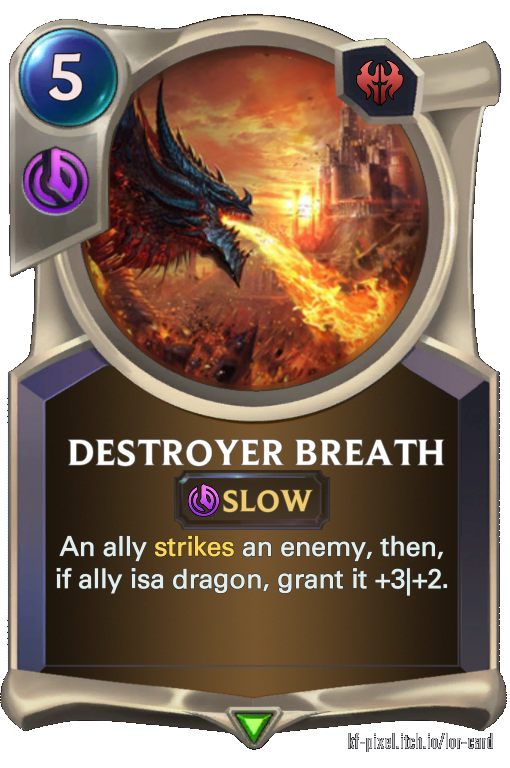 5
DESTROYER BREATH
SLOW
An ally strikes an enemy, then,
if ally isa dragon, grant it +3|+2.
kf-pixel.itch.io/lor-card